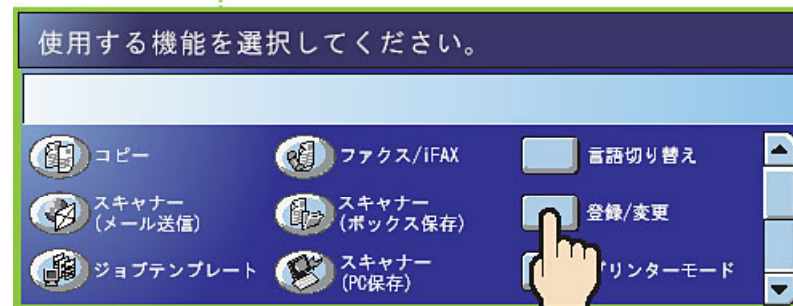 使用する機能を選択してください。
コピー
ファクス/iFAX
言語切り替え
スキャナー
(メール送信)
スキャナー
(ボックス保存)
登録/変更
ジョブテンプレート
スキャナー
(PC保存)
リンターモード